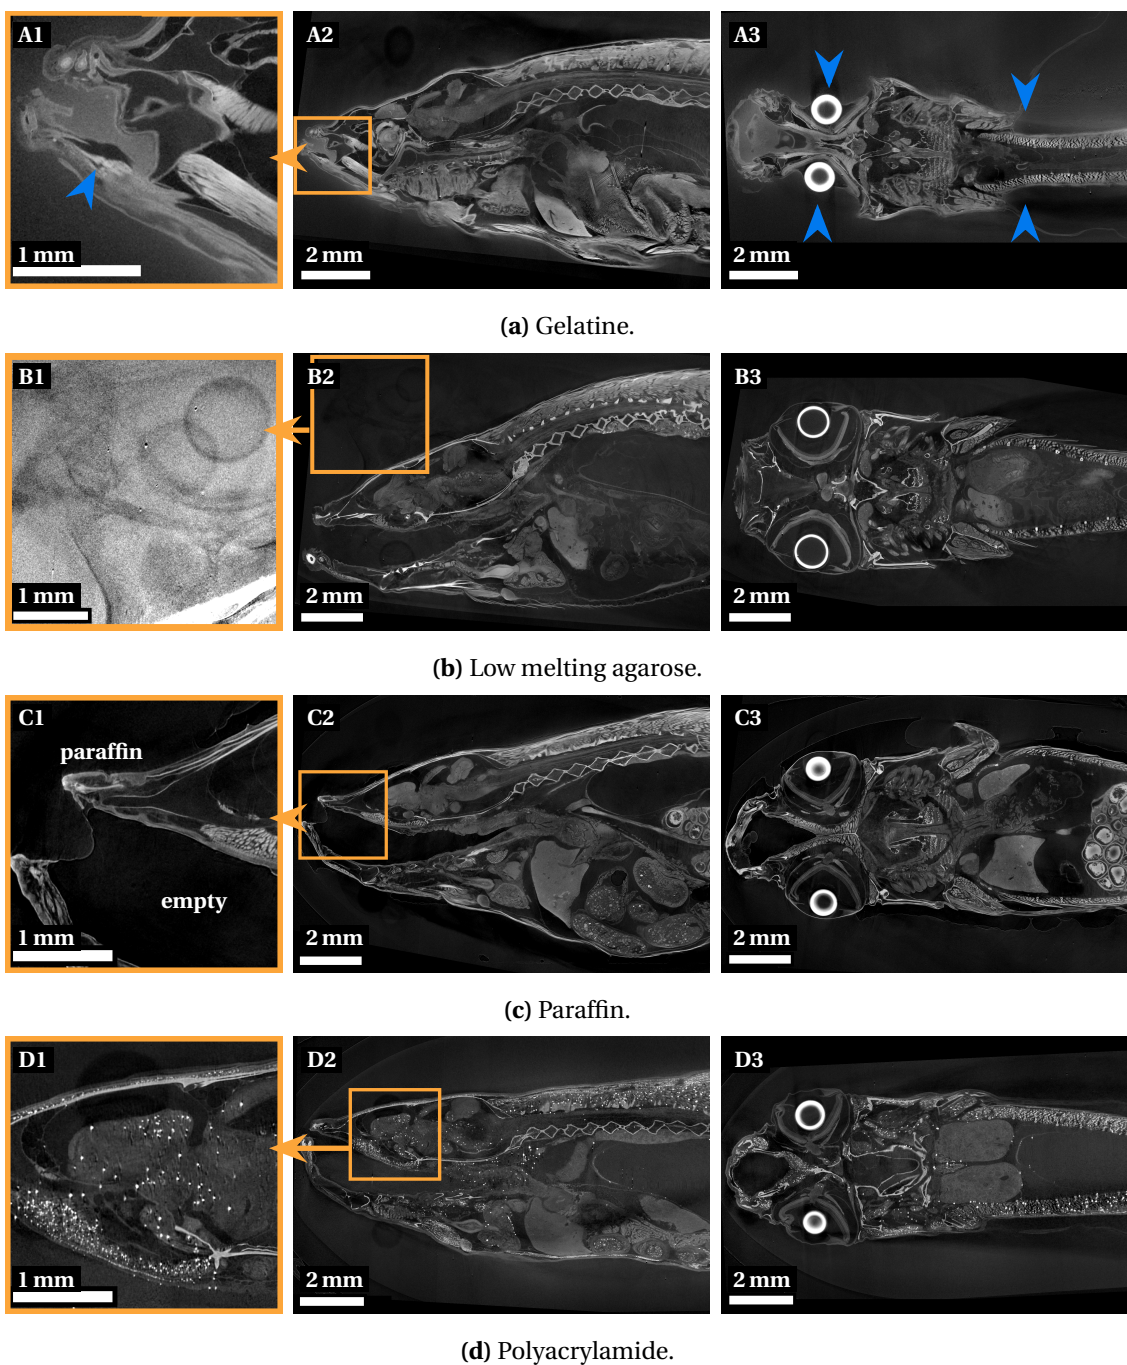 A1
A2
A3
1 mm
2 mm
2 mm
(a) Gelatine.
B1
B2
B3
1 mm
2 mm
2 mm
(b) Low melting agarose.
C1
C2
C3
paraffin
empty
1 mm
2 mm
2 mm
(c) Paraffin.
D1
D2
D3
1 mm
2 mm
2 mm
(d) Polyacrylamide.